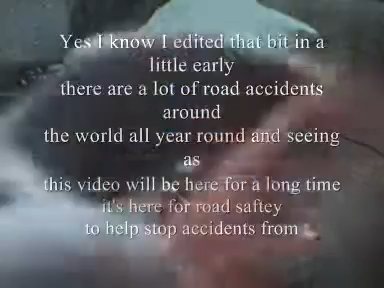 Yes I know I edited that bit in a
little early
there are a lot of road accidents
around
the world all year round and seeing
as
this video will be here for a long time
it's here for road saftey
to help stop accidents from